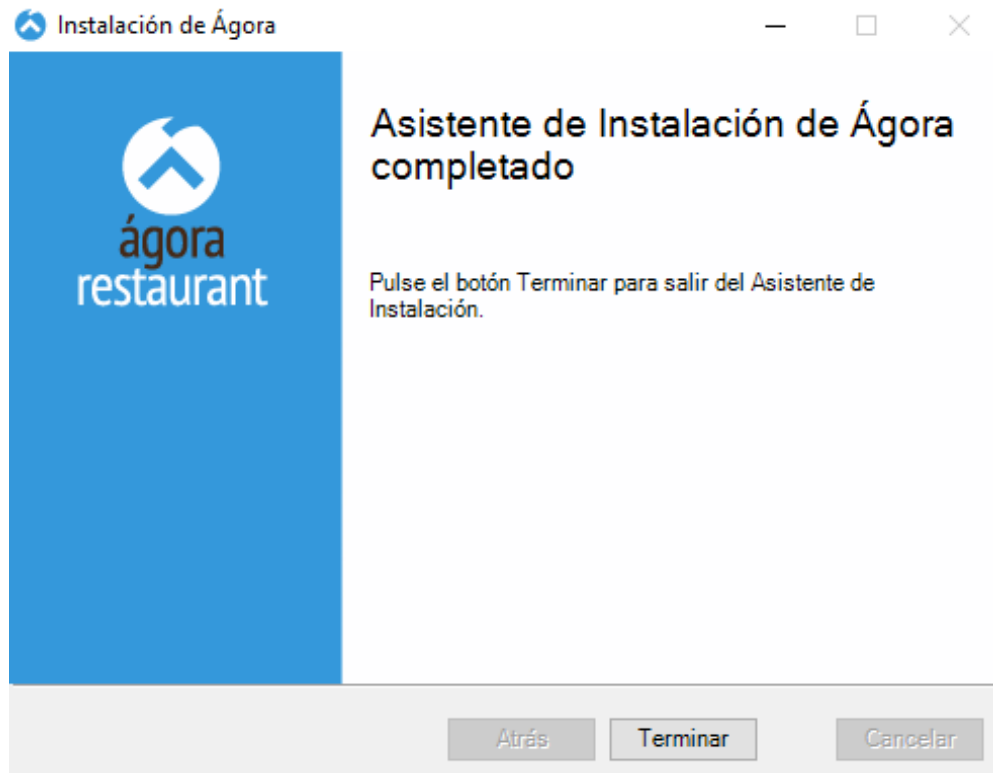 Instalación de Ágora
ágora
restaurant
Asistente de Instalación de Ágora
completado
Pulse el botón Terminar para salir del Asistente de
Instalación.
Atrás
Terminar
Cancelar